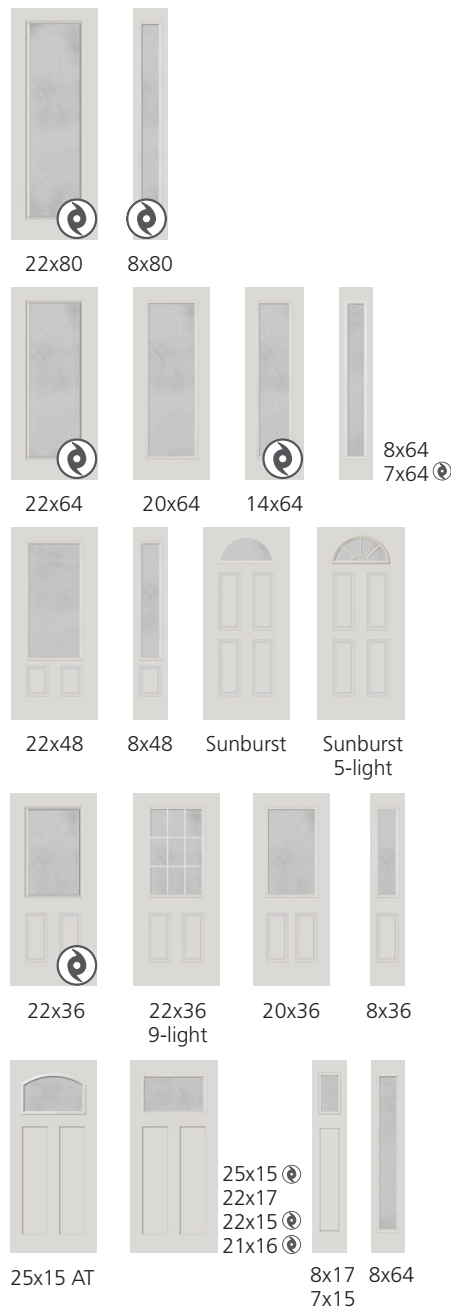 22x80
8x80
8x64
7x64
22x64
20x64
14x64
22x48
8x48
Sunburst
Sunburst
5-light
22x36
22x36
9-light
20x36
8x36
25x15
22x17
22x15
21x16
25x15 AT
8x17
7x15
8x64